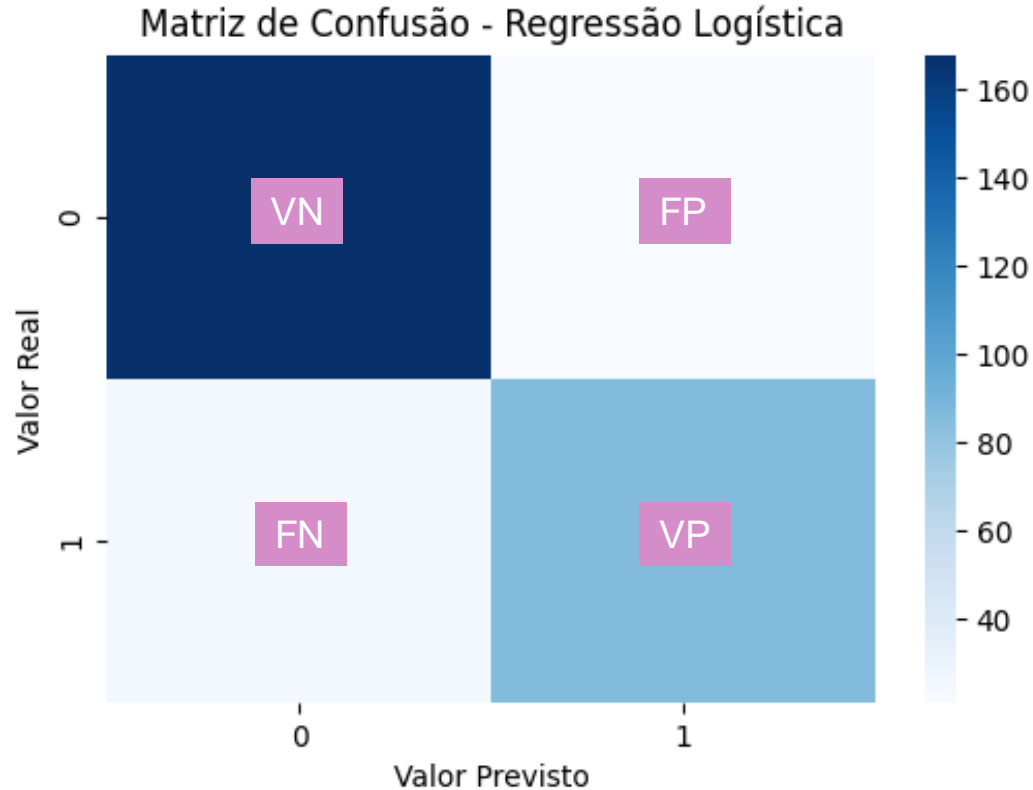 Matriz de Confusão - Regressão Logística
VN
FP
FN
VP
0
1
Valor Real
0
1
Valor Previsto
160
140
120
100
80
60
40